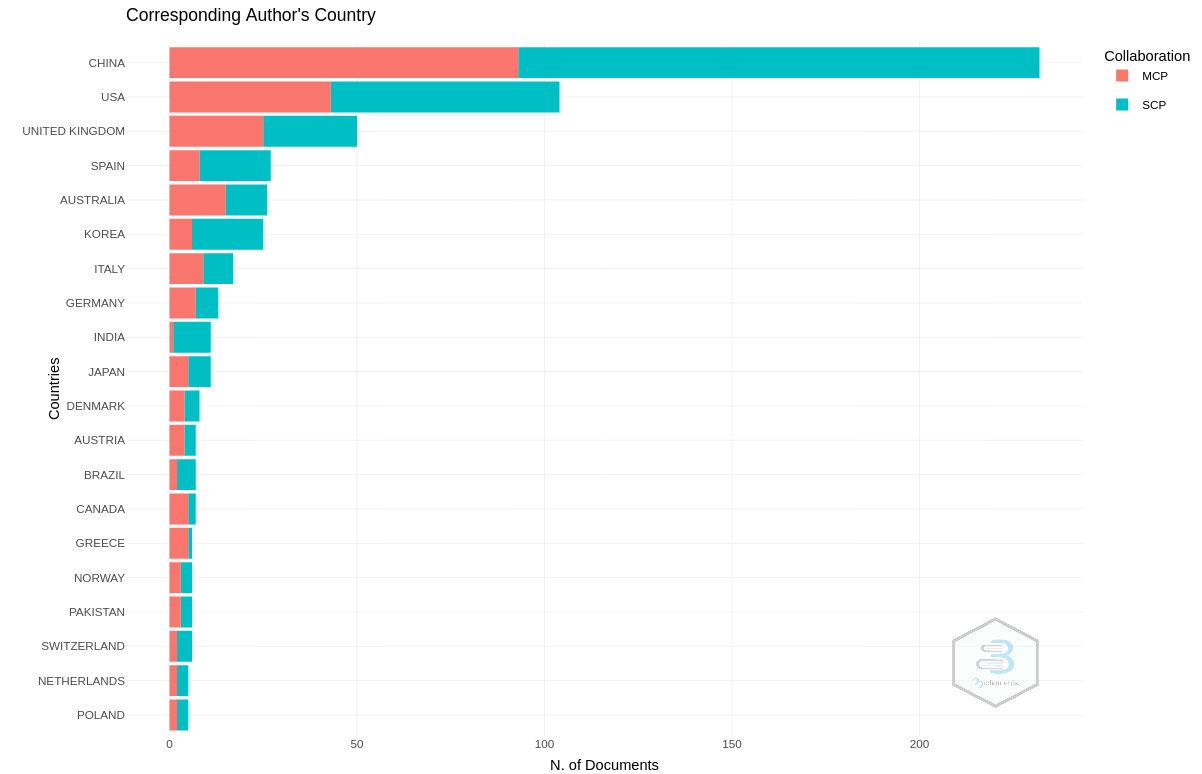 Corresponding Author's Country
Countries
CHINA
USA
UNITED KINGDOM
SPAIN
AUSTRALIA
KOREA
ITALY
GERMANY
INDIA
JAPAN
DENMARK
AUSTRIA
BRAZIL
CANADA
GREECE
NORWAY
PAKISTAN
SWITZERLAND
NETHERLANDS
POLAND
0 50 100 150 200
N. of Documents
Collaboration
MCP
SCP